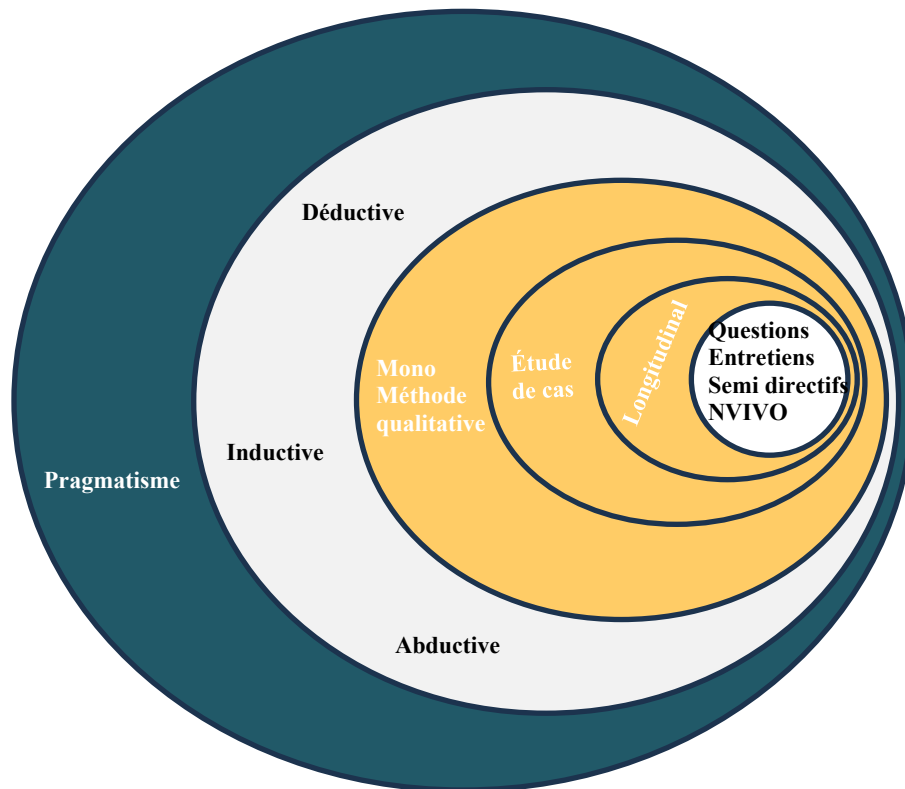 Déductive
Pragmatisme
Inductive
Abductive
Mono
Méthode
qualitative
Étude
de cas
Longitudinal
Questions
Entretiens
Semi directifs
NVIVO